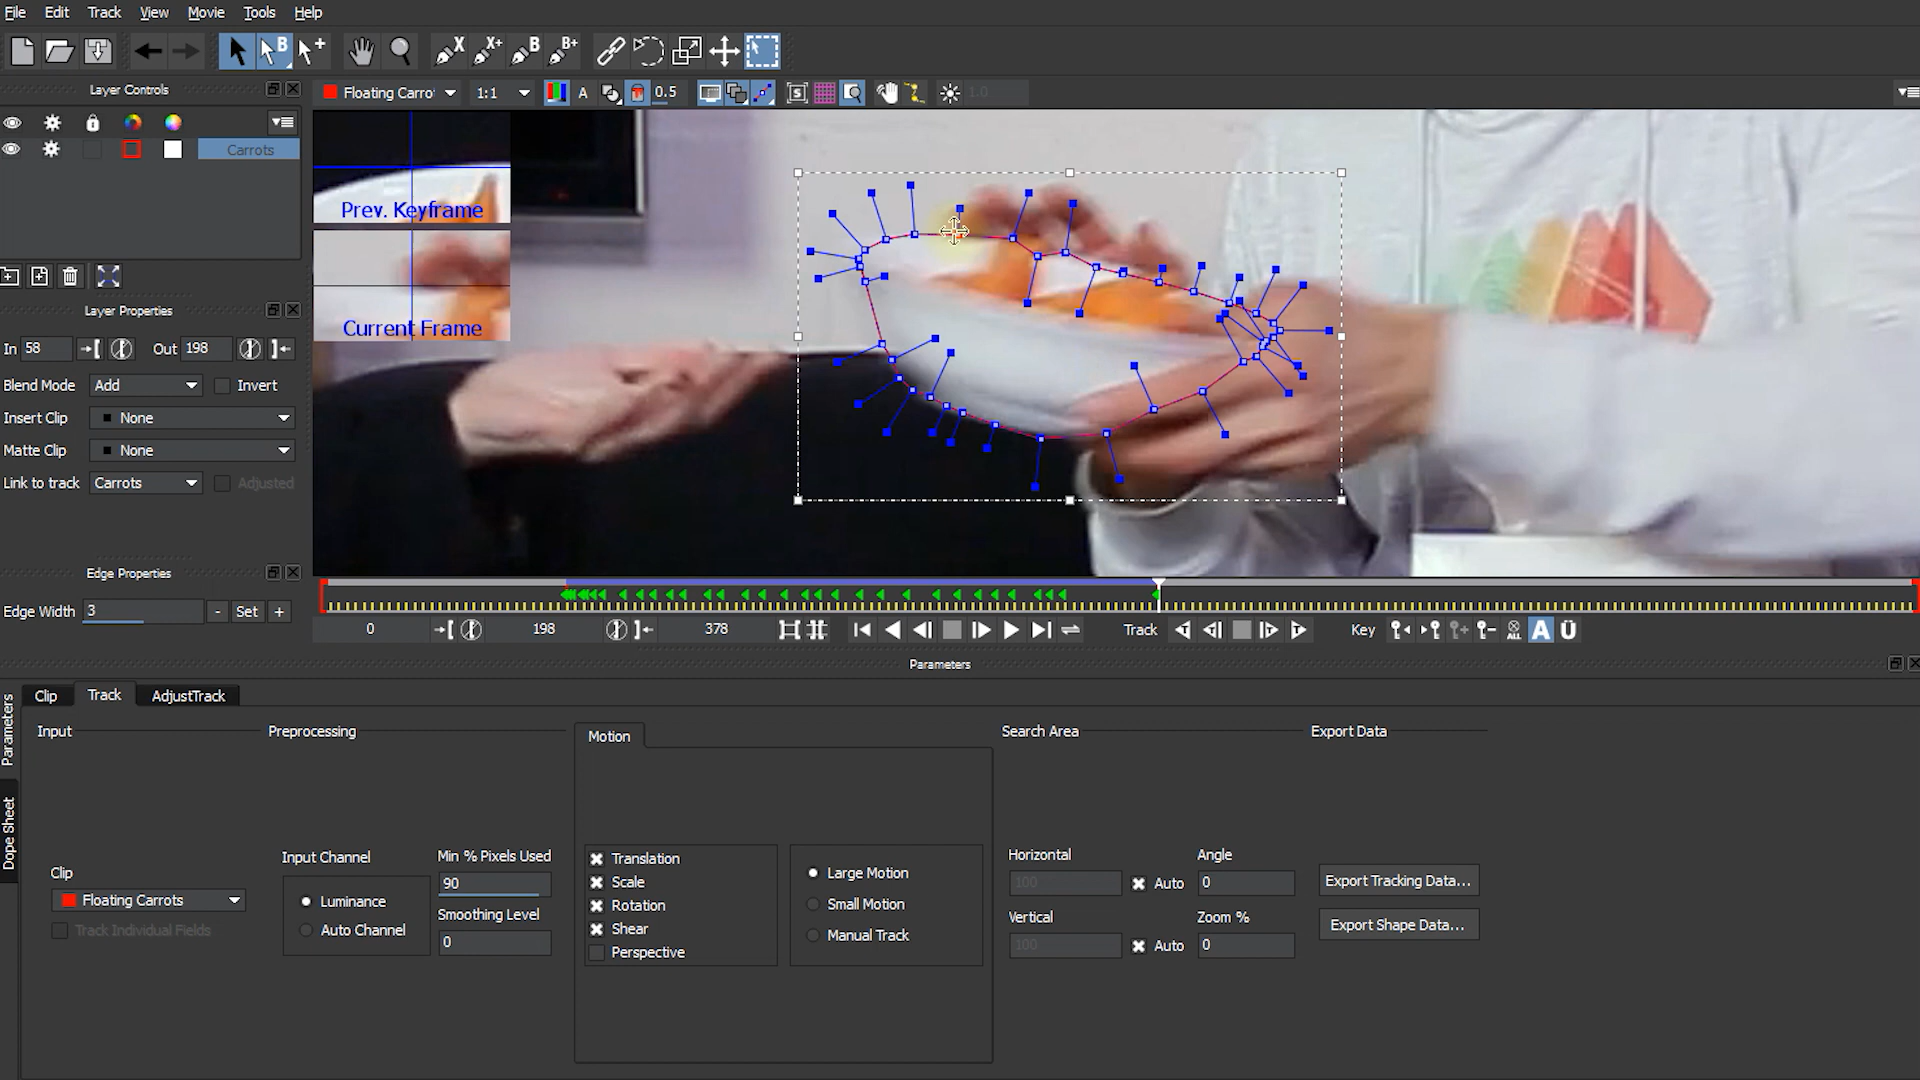 File Edit Track View Movie Tools Help
B + X X+ B B+
Layer Controls
Floating Carro 1:1 A 0.5 1.0
Carrots
Prev. Keyframe
Current Frame
Layer Properties
In 58 Out 198
Blend Mode Add Invert
Insert Clip None
Matte Clip None
Link to track Carrots Adjusted
Edge Properties
Edge Width 3 - Set +
0 198 378 Track Key ALL A Ü
Parameters
Parameters
Dope Sheet
Clip Track AdjustTrack
Input Preprocessing Motion Search Area Export Data
Clip
Floating Carrots
Track Individual Fields
Input Channel
Luminance
Auto Channel
Min % Pixels Used
90
Smoothing Level
0
Translation
Scale
Rotation
Shear
Perspective
Large Motion
Small Motion
Manual Track
Horizontal
100 Auto
Vertical
100 Auto
Angle
0
Zoom %
0
Export Tracking Data...
Export Shape Data...